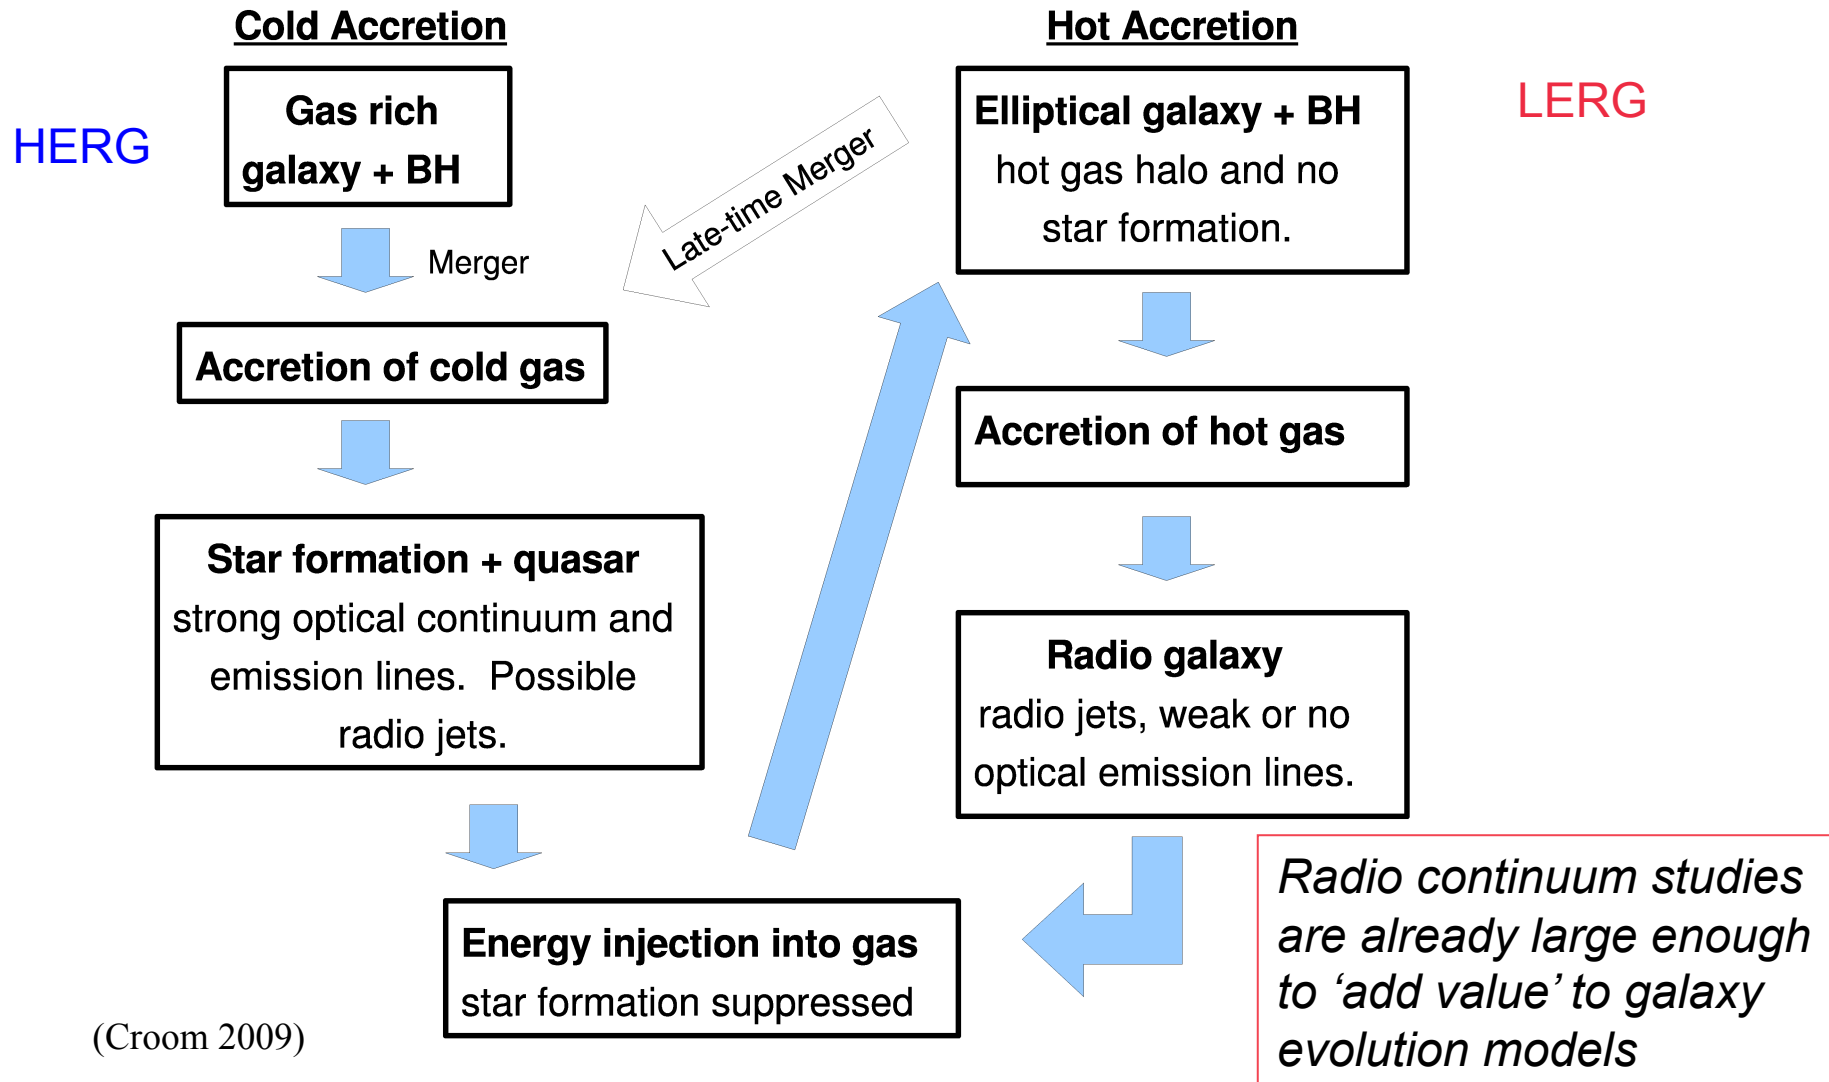 Cold Accretion
HERG
Gas rich
galaxy + BH
Merger
Accretion of cold gas
Star formation + quasar
strong optical continuum and
emission lines. Possible
radio jets.
Energy injection into gas
star formation suppressed
Late-time Merger
Hot Accretion
LERG
Elliptical galaxy + BH
hot gas halo and no
star formation.
Accretion of hot gas
Radio galaxy
radio jets, weak or no
optical emission lines.
Radio continuum studies
are already large enough
to ‘add value’ to galaxy
evolution models
(Croom 2009)